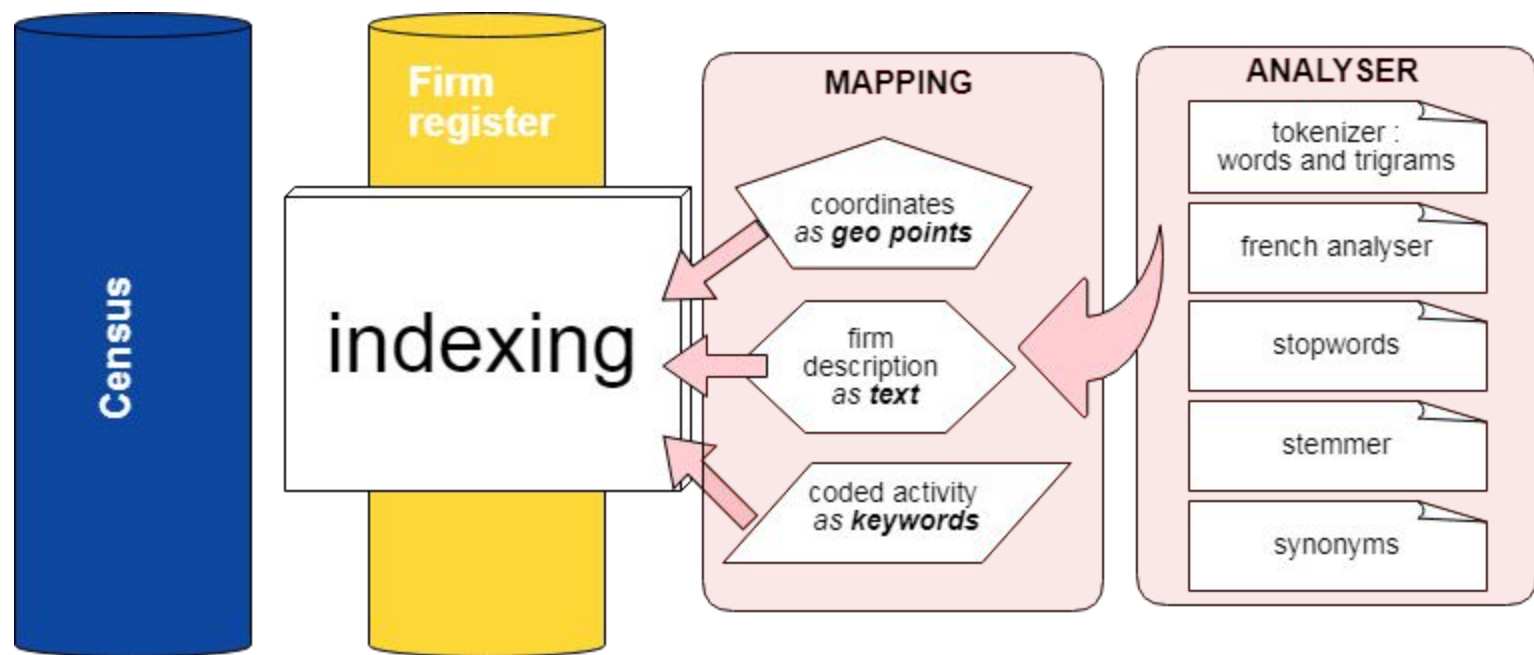 Census
Firm
register
indexing
MAPPING
coordinates
as geo points
firm
description
as text
coded activity
as keywords
ANALYSER
tokenizer :
words and trigrams
french analyser
stopwords
stemmer
synonyms